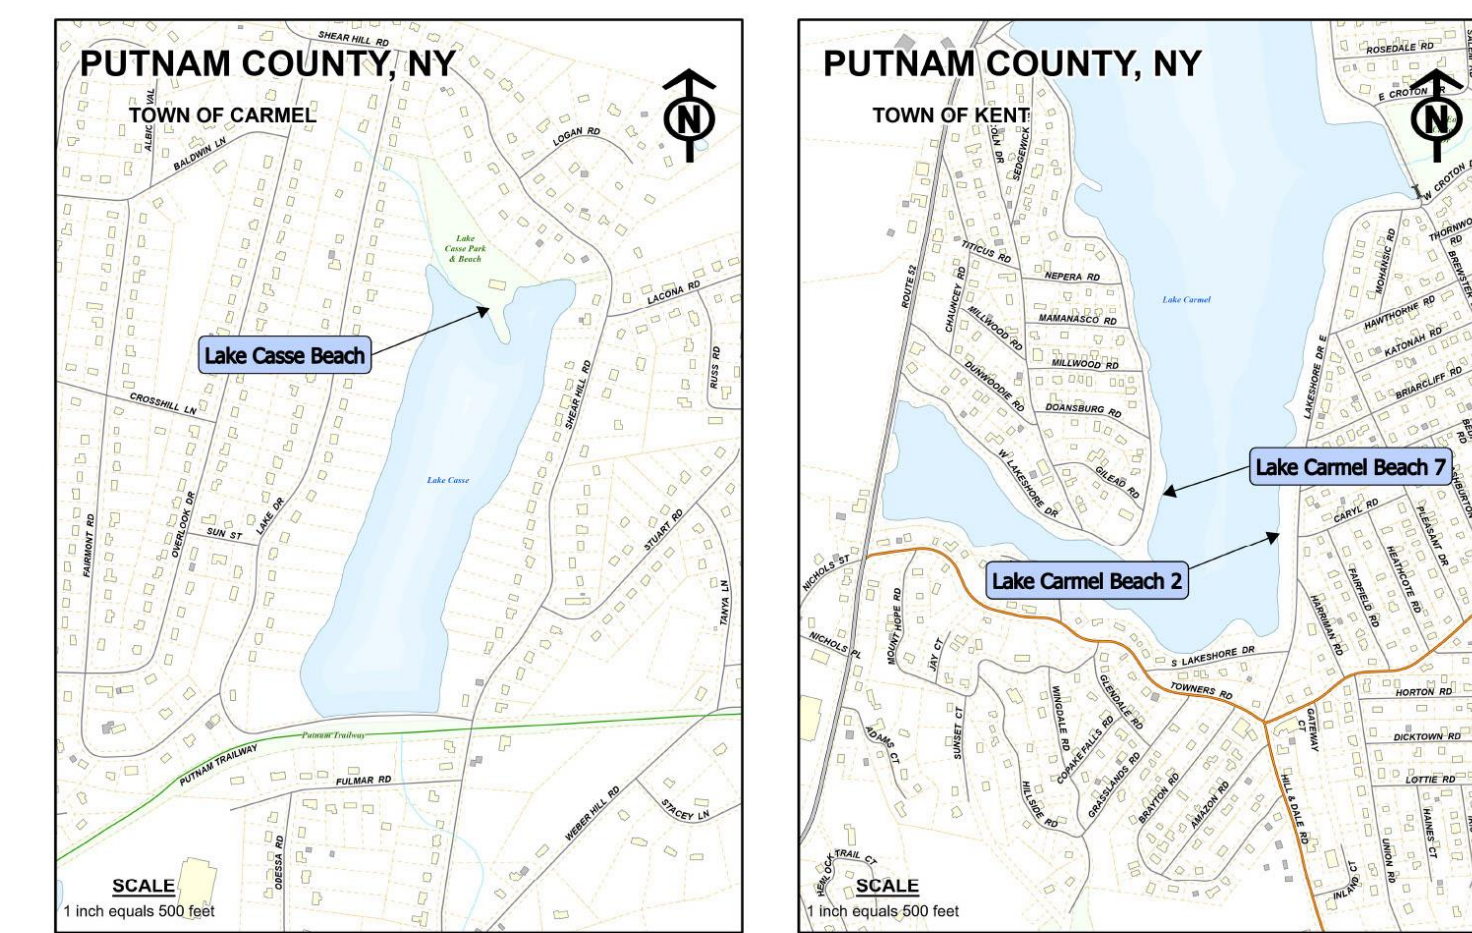 PUTNAM COUNTY, NY
TOWN OF CARMEL
SHEAR HILL RD
N
BALDWIN LN
LOGAN RD
Lake
Casse Park
& Beach
LACONA RD
Lake Casse Beach
RUSS RD
SHEAR HILL RD
CROSSHILL LN
Lake Casse
FAIRMONT RD
OVERLOOK DR
SUN ST
LAKE DR
STUART RD
TANYA LN
Putnam Trailway
PUTNAM TRAILWAY
FULMAR RD
ODESSA RD
WEBER HILL RD
STACEY LN
SCALE
1 inch equals 500 feet
PUTNAM COUNTY, NY
TOWN OF KENT
ROSEDALE RD
E CROTON
N
SEDGEWICK
W CROTON
TITICUS RD
ROUTE 52
CHAUNCEY RD
NEPERA RD
Lake Carmel
MOHANSIC RD
THORNWO
RD
BREWSTER
MILLWOOD RD
MAMANASCO RD
HAWTHORNE RD
KATONAH RD
MILLWOOD RD
DUNWOODIE RD
LAKESHORE DR E
BRIARCLIFF RD
DOANSBURG RD
W LAKESHORE DR
GILEAD RD
Lake Carmel Beach 7
CARYL RD
PLEASANT DR
SHBURTON
Lake Carmel Beach 2
NICHOLS ST
HEATHCOTE RD
FAIRFIELD RD
HARRIMAN RD
MOUNT HOPE RD
NICHOLS PL
JAY CT
S LAKESHORE DR
TOWNERS RD
GLENDALE RD
WINGDALE RD
HORTON RD
SUNSET CT
ADAMS CT
COPAKE FALLS RD
GATEWAY
CT
DICKTOWN RD
GRASSLANDS RD
BRAYTON RD
AMAZON RD
HILL & DALE RD
LOTTIE RD
HILLSIDE RD
HAINES CT
UNION RD
HEMLOCK TRAIL CT
INLAND CT
SCALE
1 inch equals 500 feet